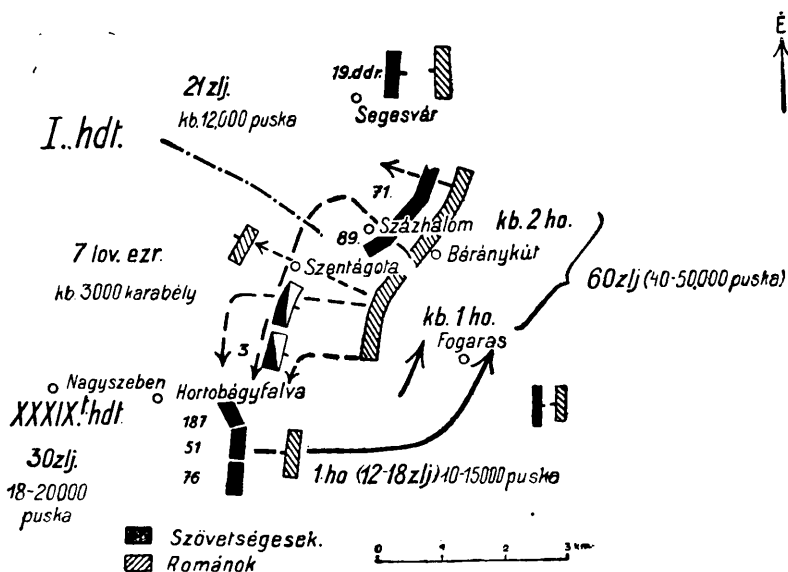 É
19. ddr.
Segesvár
21 zlj.
kb. 12,000 puska
I. hdt.
71.
89.
Százhalom
kb. 2 ho.
Báránykút
60 zlj (40-50,000 puska)
7 lov. ezr.
kb. 3000 karabély
Szentágota
kb. 1 ho.
Fogaras
3.
Nagyszeben
Hortobágyfalva
XXXIX. t. hdt.
30 zlj.
18-20000
puska
187
51
76
1. ho (12-18 zlj) 10-15000 puska
Szövetségesek.
Románok
0 1 2 3 km.